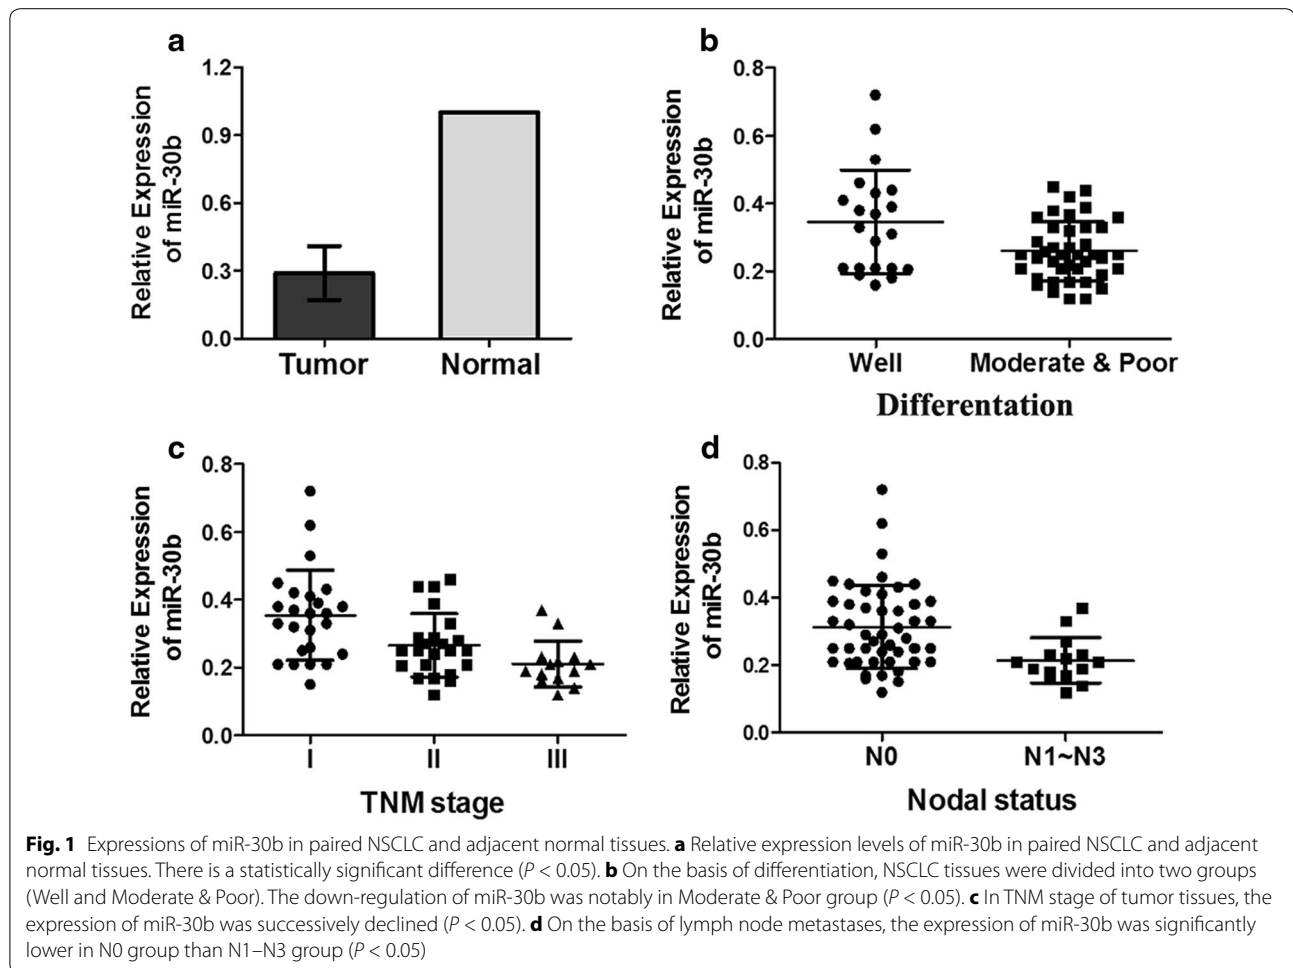 a
1.2
0.9
0.6
0.3
0.0
Relative Expression
of miR-30b
Tumor
Normal
b
0.8
0.6
0.4
0.2
0.0
Relative Expression
of miR-30b
Well
Moderate & Poor
Differentation
c
0.8
0.6
0.4
0.2
0.0
Relative Expression
of miR-30b
I
II
III
TNM stage
d
0.8
0.6
0.4
0.2
0.0
Relative Expression
of miR-30b
N0
N1~N3
Nodal status
Fig. 1 Expressions of miR-30b in paired NSCLC and adjacent normal tissues. a Relative expression levels of miR-30b in paired NSCLC and adjacent
normal tissues. There is a statistically significant difference (P < 0.05). b On the basis of differentiation, NSCLC tissues were divided into two groups
(Well and Moderate & Poor). The down-regulation of miR-30b was notably in Moderate & Poor group (P < 0.05). c In TNM stage of tumor tissues, the
expression of miR-30b was successively declined (P < 0.05). d On the basis of lymph node metastases, the expression of miR-30b was significantly
lower in N0 group than N1–N3 group (P < 0.05)